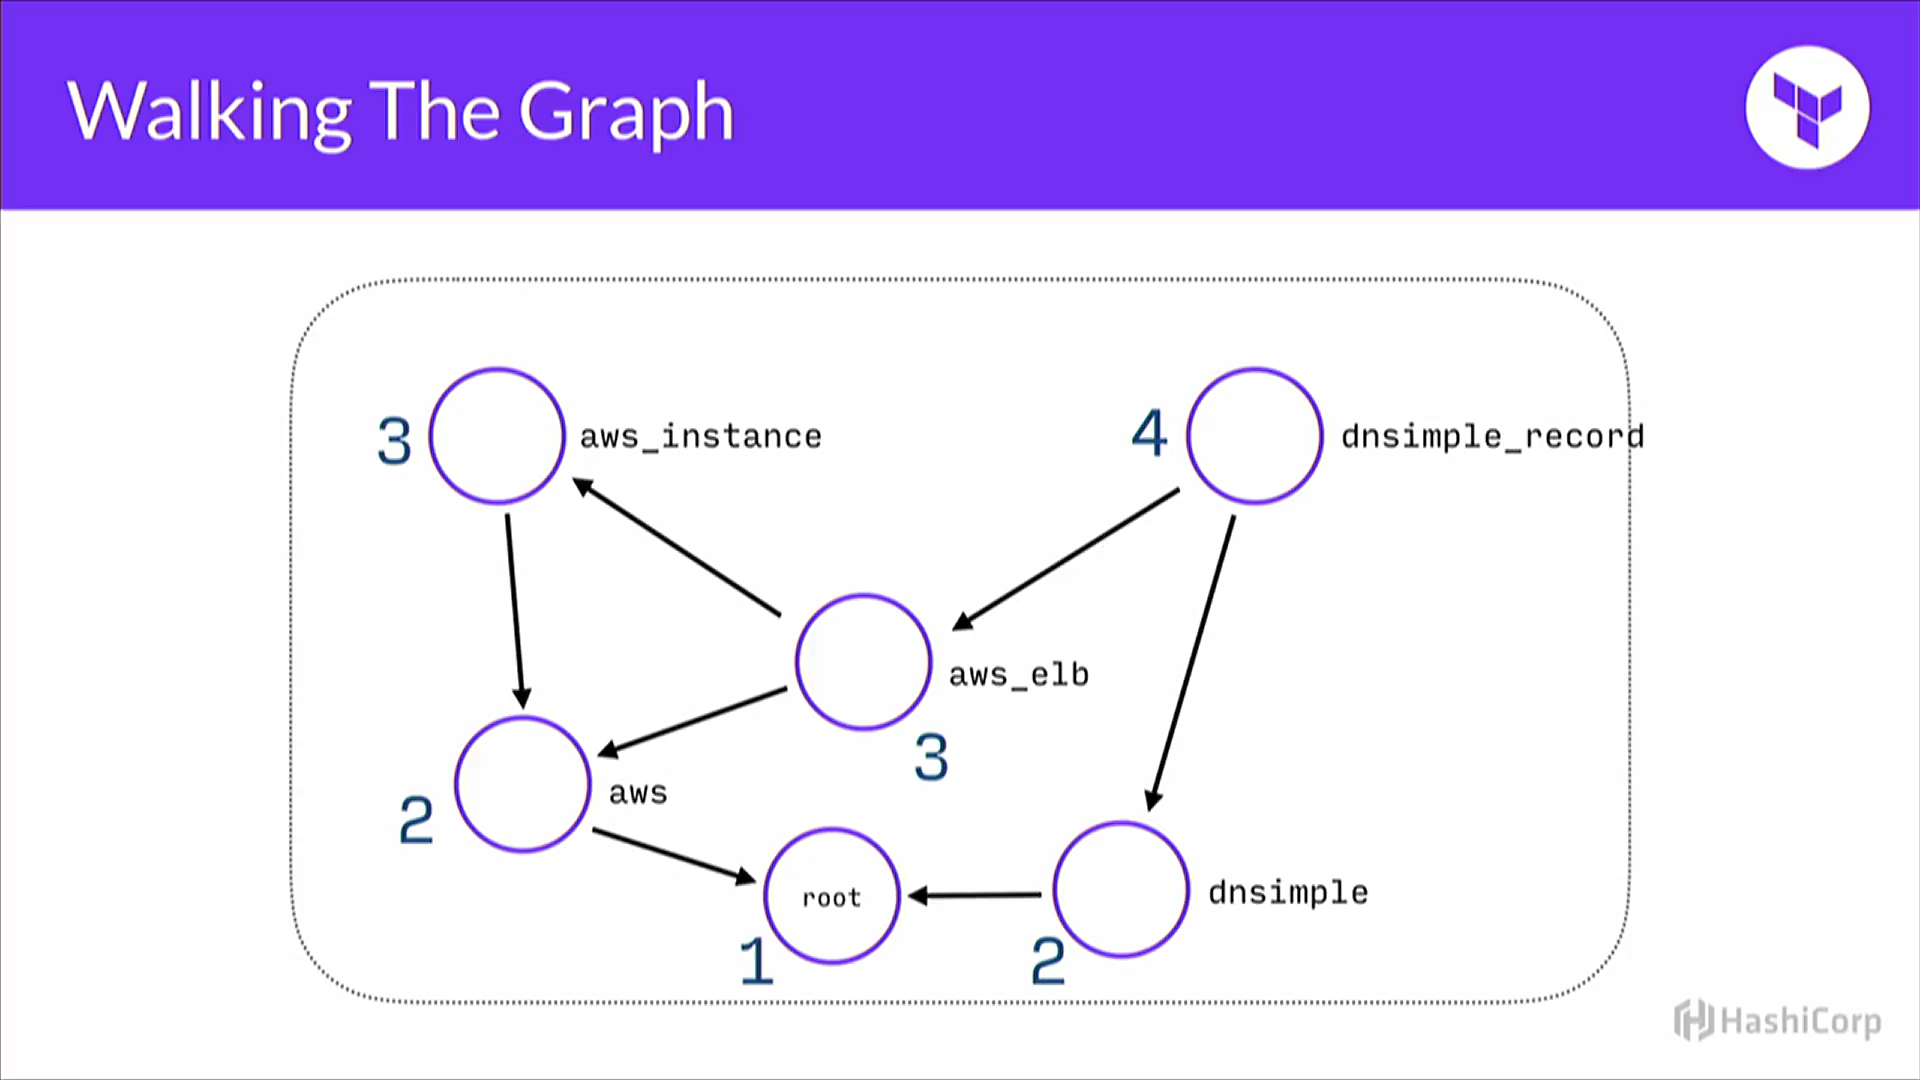 Walking The Graph
3 aws_instance
4 dnsimple_record
aws_elb
3
aws
2
root
dnsimple
1
2
HashiCorp